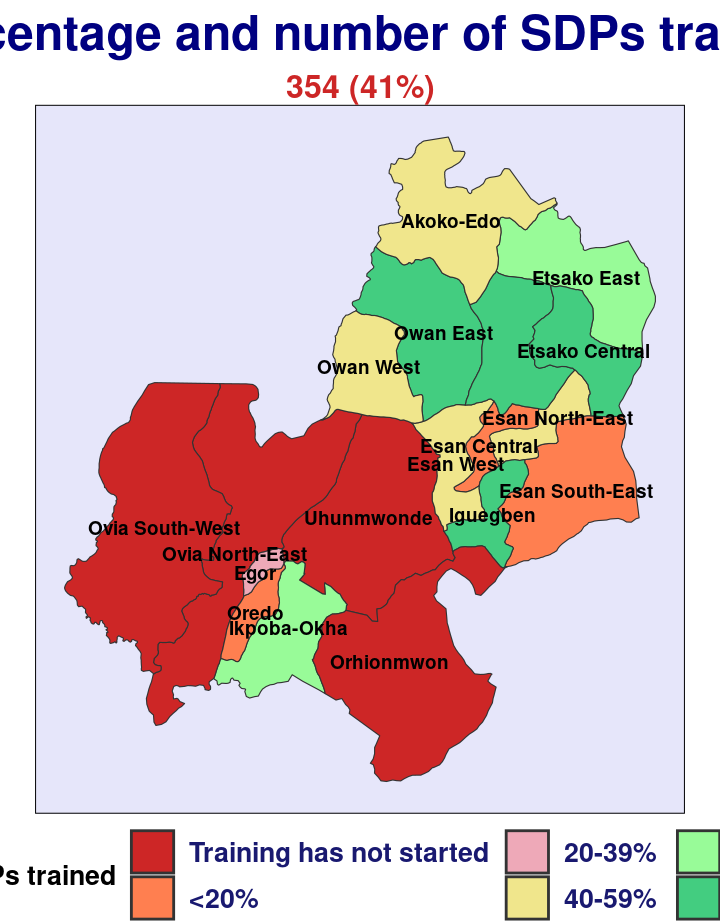 centage and number of SDPs tra
354 (41%)
Akoko-Edo
Etsako East
Owan East
Etsako Central
Owan West
Esan North-East
Esan Central
Esan West
Esan South-East
Iguegben
Uhunmwonde
Ovia South-West
Ovia North-East
Egor
Oredo
Ikpoba-Okha
Orhionmwon
Ps trained
Training has not started
20-39%
<20%
40-59%